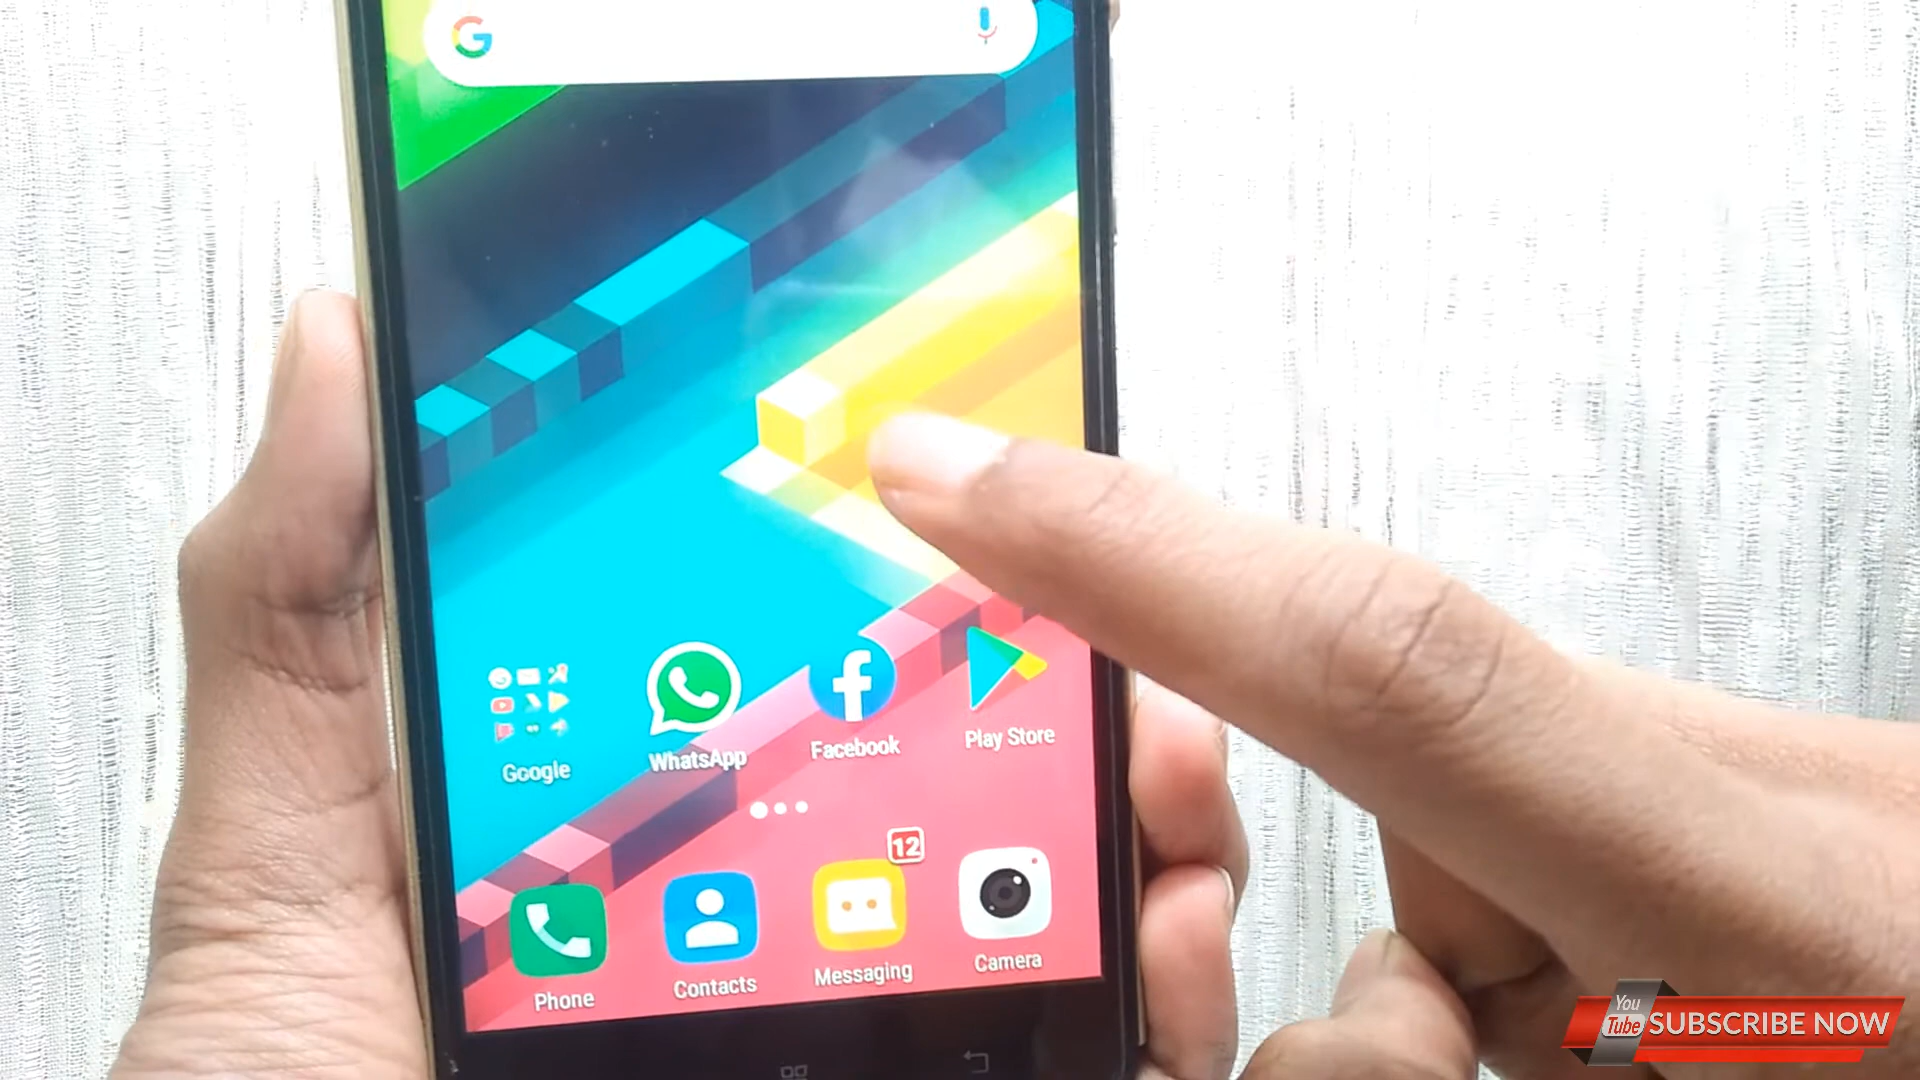 G
Google
WhatsApp
Facebook
Play Store
12
Phone
Contacts
Messaging
Camera
You
Tube
SUBSCRIBE NOW